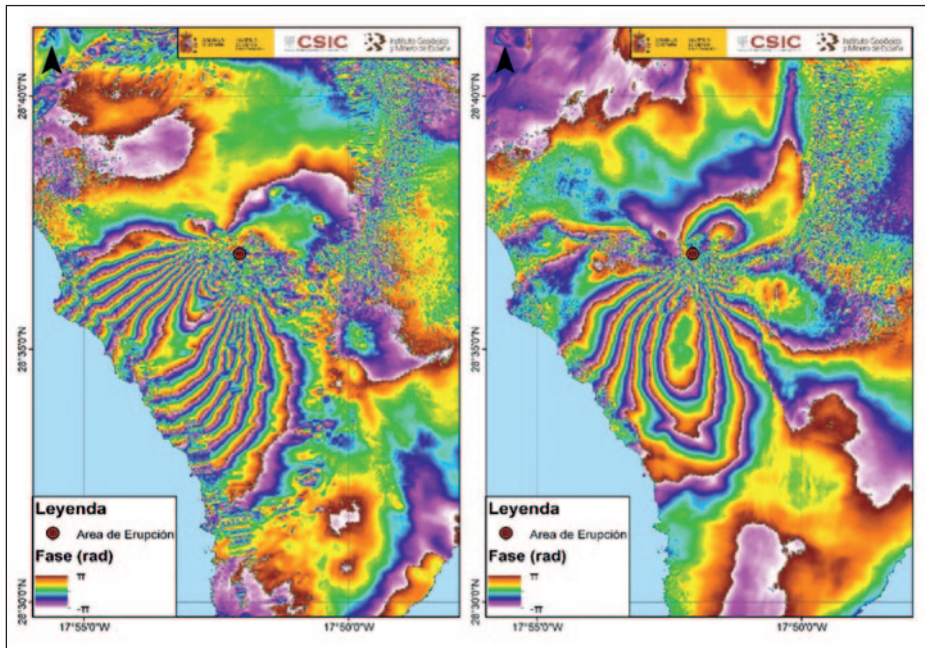 CSIC
Instituto Geológico
y Minero de España
28°40'0"N
28°35'0"N
28°30'0"N
Leyenda
Area de Erupción
Fase (rad)
π
-π
17°55'0"W
17°50'0"W
CSIC
Instituto Geológico
y Minero de España
28°40'0"N
28°35'0"N
28°30'0"N
Leyenda
Area de Erupción
Fase (rad)
π
-π
17°55'0"W
17°50'0"W